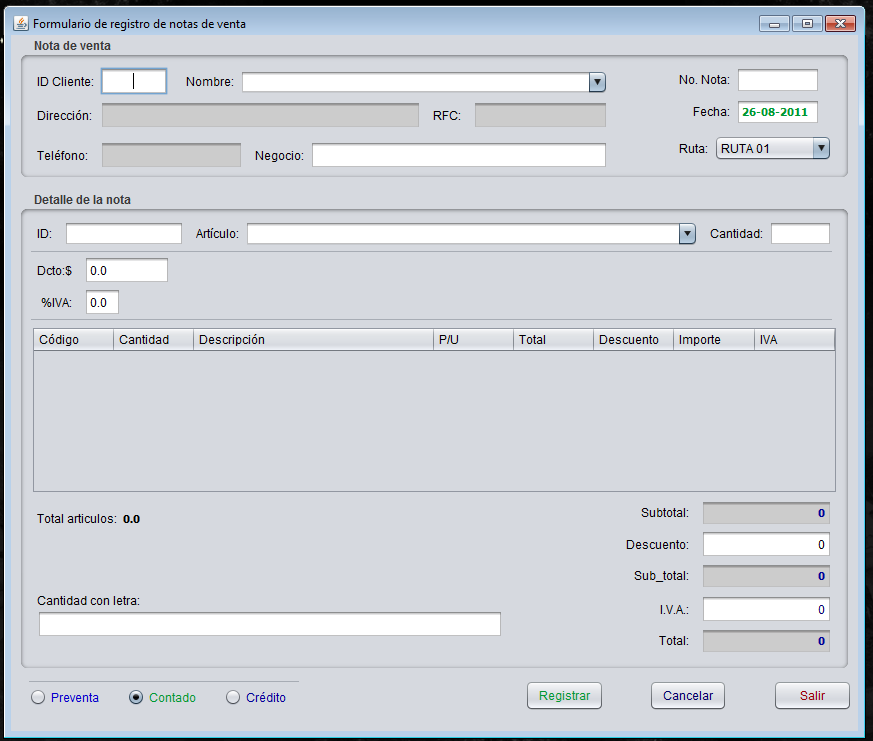 Formulario de registro de notas de venta
Nota de venta
ID Cliente: Nombre: No. Nota:
Dirección: RFC: Fecha: 26-08-2011
Teléfono: Negocio: Ruta: RUTA 01
Detalle de la nota
ID: Artículo: Cantidad:
Dcto:$ 0.0
%IVA: 0.0
Código Cantidad Descripción P/U Total Descuento Importe IVA
Total articulos: 0.0
Subtotal: 0
Descuento: 0
Sub_total: 0
Cantidad con letra:
I.V.A.: 0
Total: 0
Preventa Contado Crédito Registrar Cancelar Salir